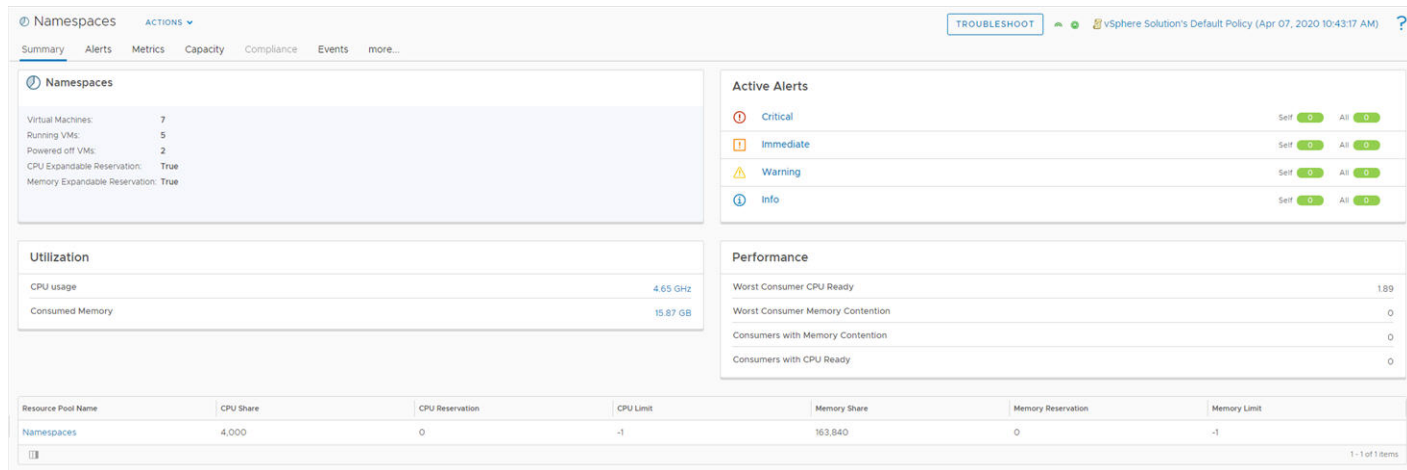 Namespaces ACTIONS
TROUBLESHOOT vSphere Solution's Default Policy (Apr 07, 2020 10:43:17 AM) ?
Summary Alerts Metrics Capacity Compliance Events more...
Namespaces
Virtual Machines: 7
Running VMs: 5
Powered off VMs: 2
CPU Expandable Reservation: True
Memory Expandable Reservation: True
Active Alerts
Critical Self 0 All 0
Immediate Self 0 All 0
Warning Self 0 All 0
Info Self 0 All 0
Utilization
CPU usage 4.65 GHz
Consumed Memory 15.87 GB
Performance
Worst Consumer CPU Ready 1.89
Worst Consumer Memory Contention 0
Consumers with Memory Contention 0
Consumers with CPU Ready 0
Resource Pool Name CPU Share CPU Reservation CPU Limit Memory Share Memory Reservation Memory Limit
Namespaces 4,000 0 -1 163,840 0 -1
1 - 1 of 1 items